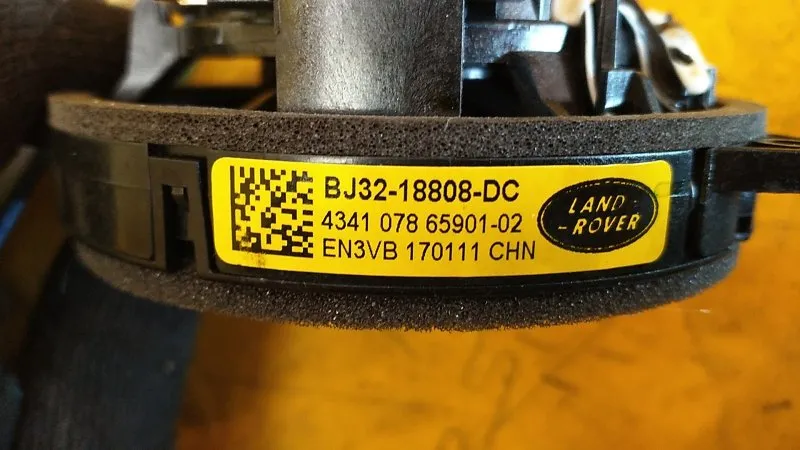 BJ32-18808-DC
4341 078 65901-02
EN3VB 170111 CHN
LAND-
-ROVER